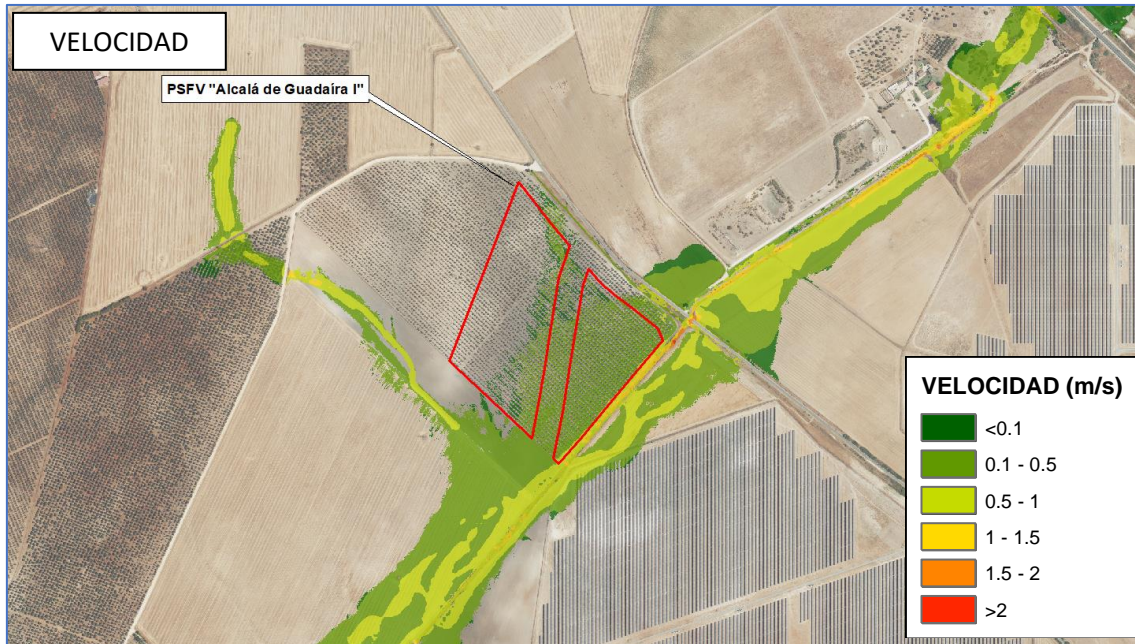 VELOCIDAD
PSFV "Alcalá de Guadaíra I"
VELOCIDAD (m/s)
<0.1
0.1 - 0.5
0.5 - 1
1 - 1.5
1.5 - 2
>2